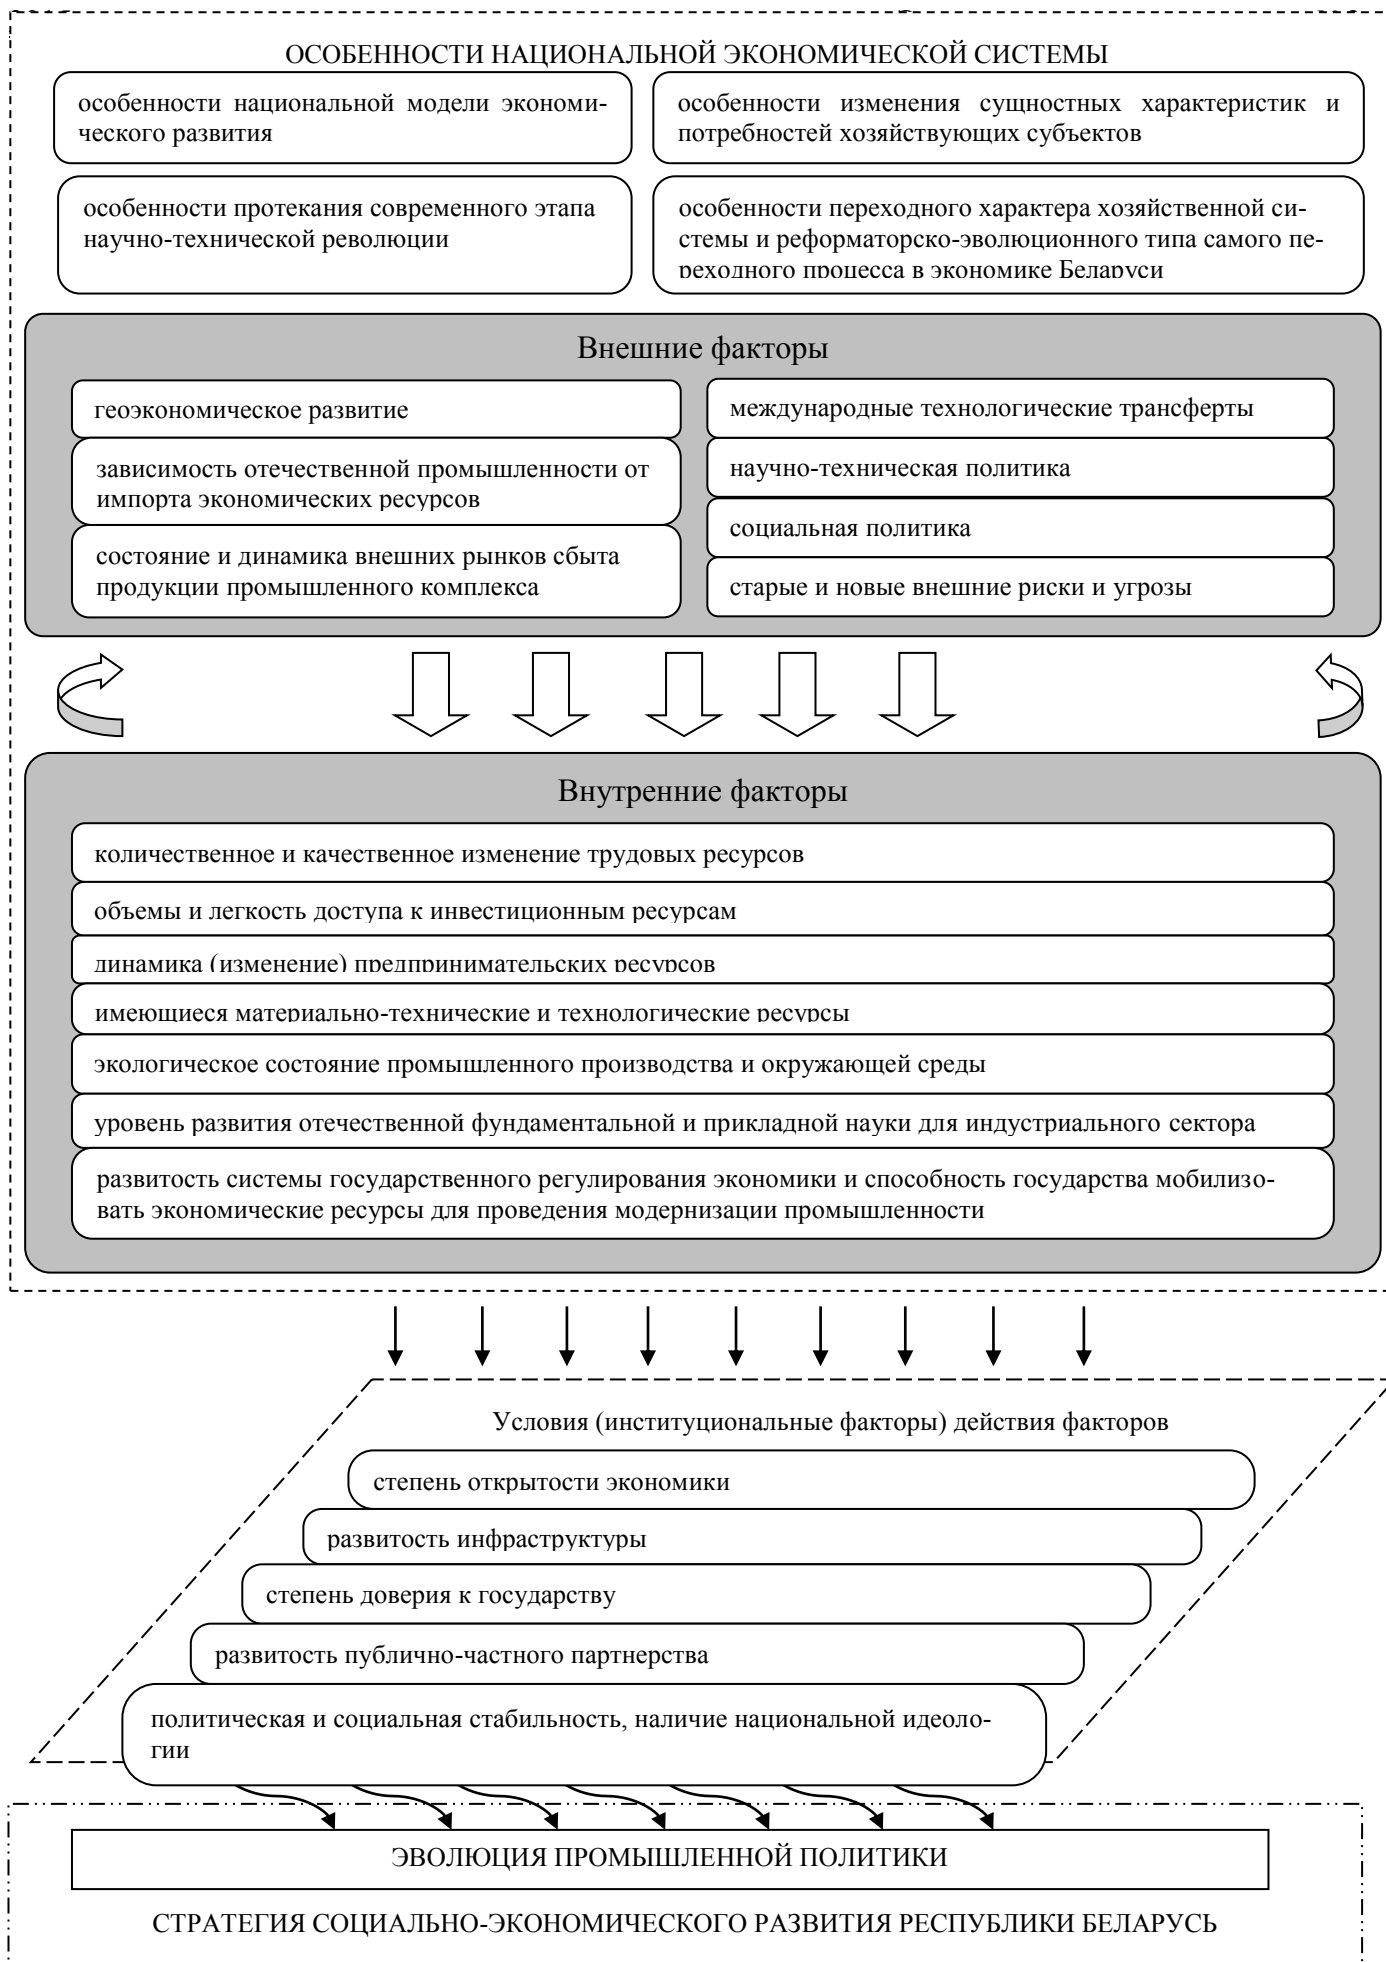 ОСОБЕННОСТИ НАЦИОНАЛЬНОЙ ЭКОНОМИЧЕСКОЙ СИСТЕМЫ
особенности национальной модели экономи-
ческого развития
особенности изменения сущностных характеристик и
потребностей хозяйствующих субъектов
особенности протекания современного этапа
научно-технической революции
особенности переходного характера хозяйственной си-
стемы и реформаторско-эволюционного типа самого пе-
реходного процесса в экономике Беларуси
Внешние факторы
геоэкономическое развитие
зависимость отечественной промышленности от
импорта экономических ресурсов
состояние и динамика внешних рынков сбыта
продукции промышленного комплекса
международные технологические трансферты
научно-техническая политика
социальная политика
старые и новые внешние риски и угрозы
Внутренние факторы
количественное и качественное изменение трудовых ресурсов
объемы и легкость доступа к инвестиционным ресурсам
динамика (изменение) предпринимательских ресурсов
имеющиеся материально-технические и технологические ресурсы
экологическое состояние промышленного производства и окружающей среды
уровень развития отечественной фундаментальной и прикладной науки для индустриального сектора
развитость системы государственного регулирования экономики и способность государства мобилизо-
вать экономические ресурсы для проведения модернизации промышленности
Условия (институциональные факторы) действия факторов
степень открытости экономики
развитость инфраструктуры
степень доверия к государству
развитость публично-частного партнерства
политическая и социальная стабильность, наличие национальной идеоло-
гии
ЭВОЛЮЦИЯ ПРОМЫШЛЕННОЙ ПОЛИТИКИ
СТРАТЕГИЯ СОЦИАЛЬНО-ЭКОНОМИЧЕСКОГО РАЗВИТИЯ РЕСПУБЛИКИ БЕЛАРУСЬ